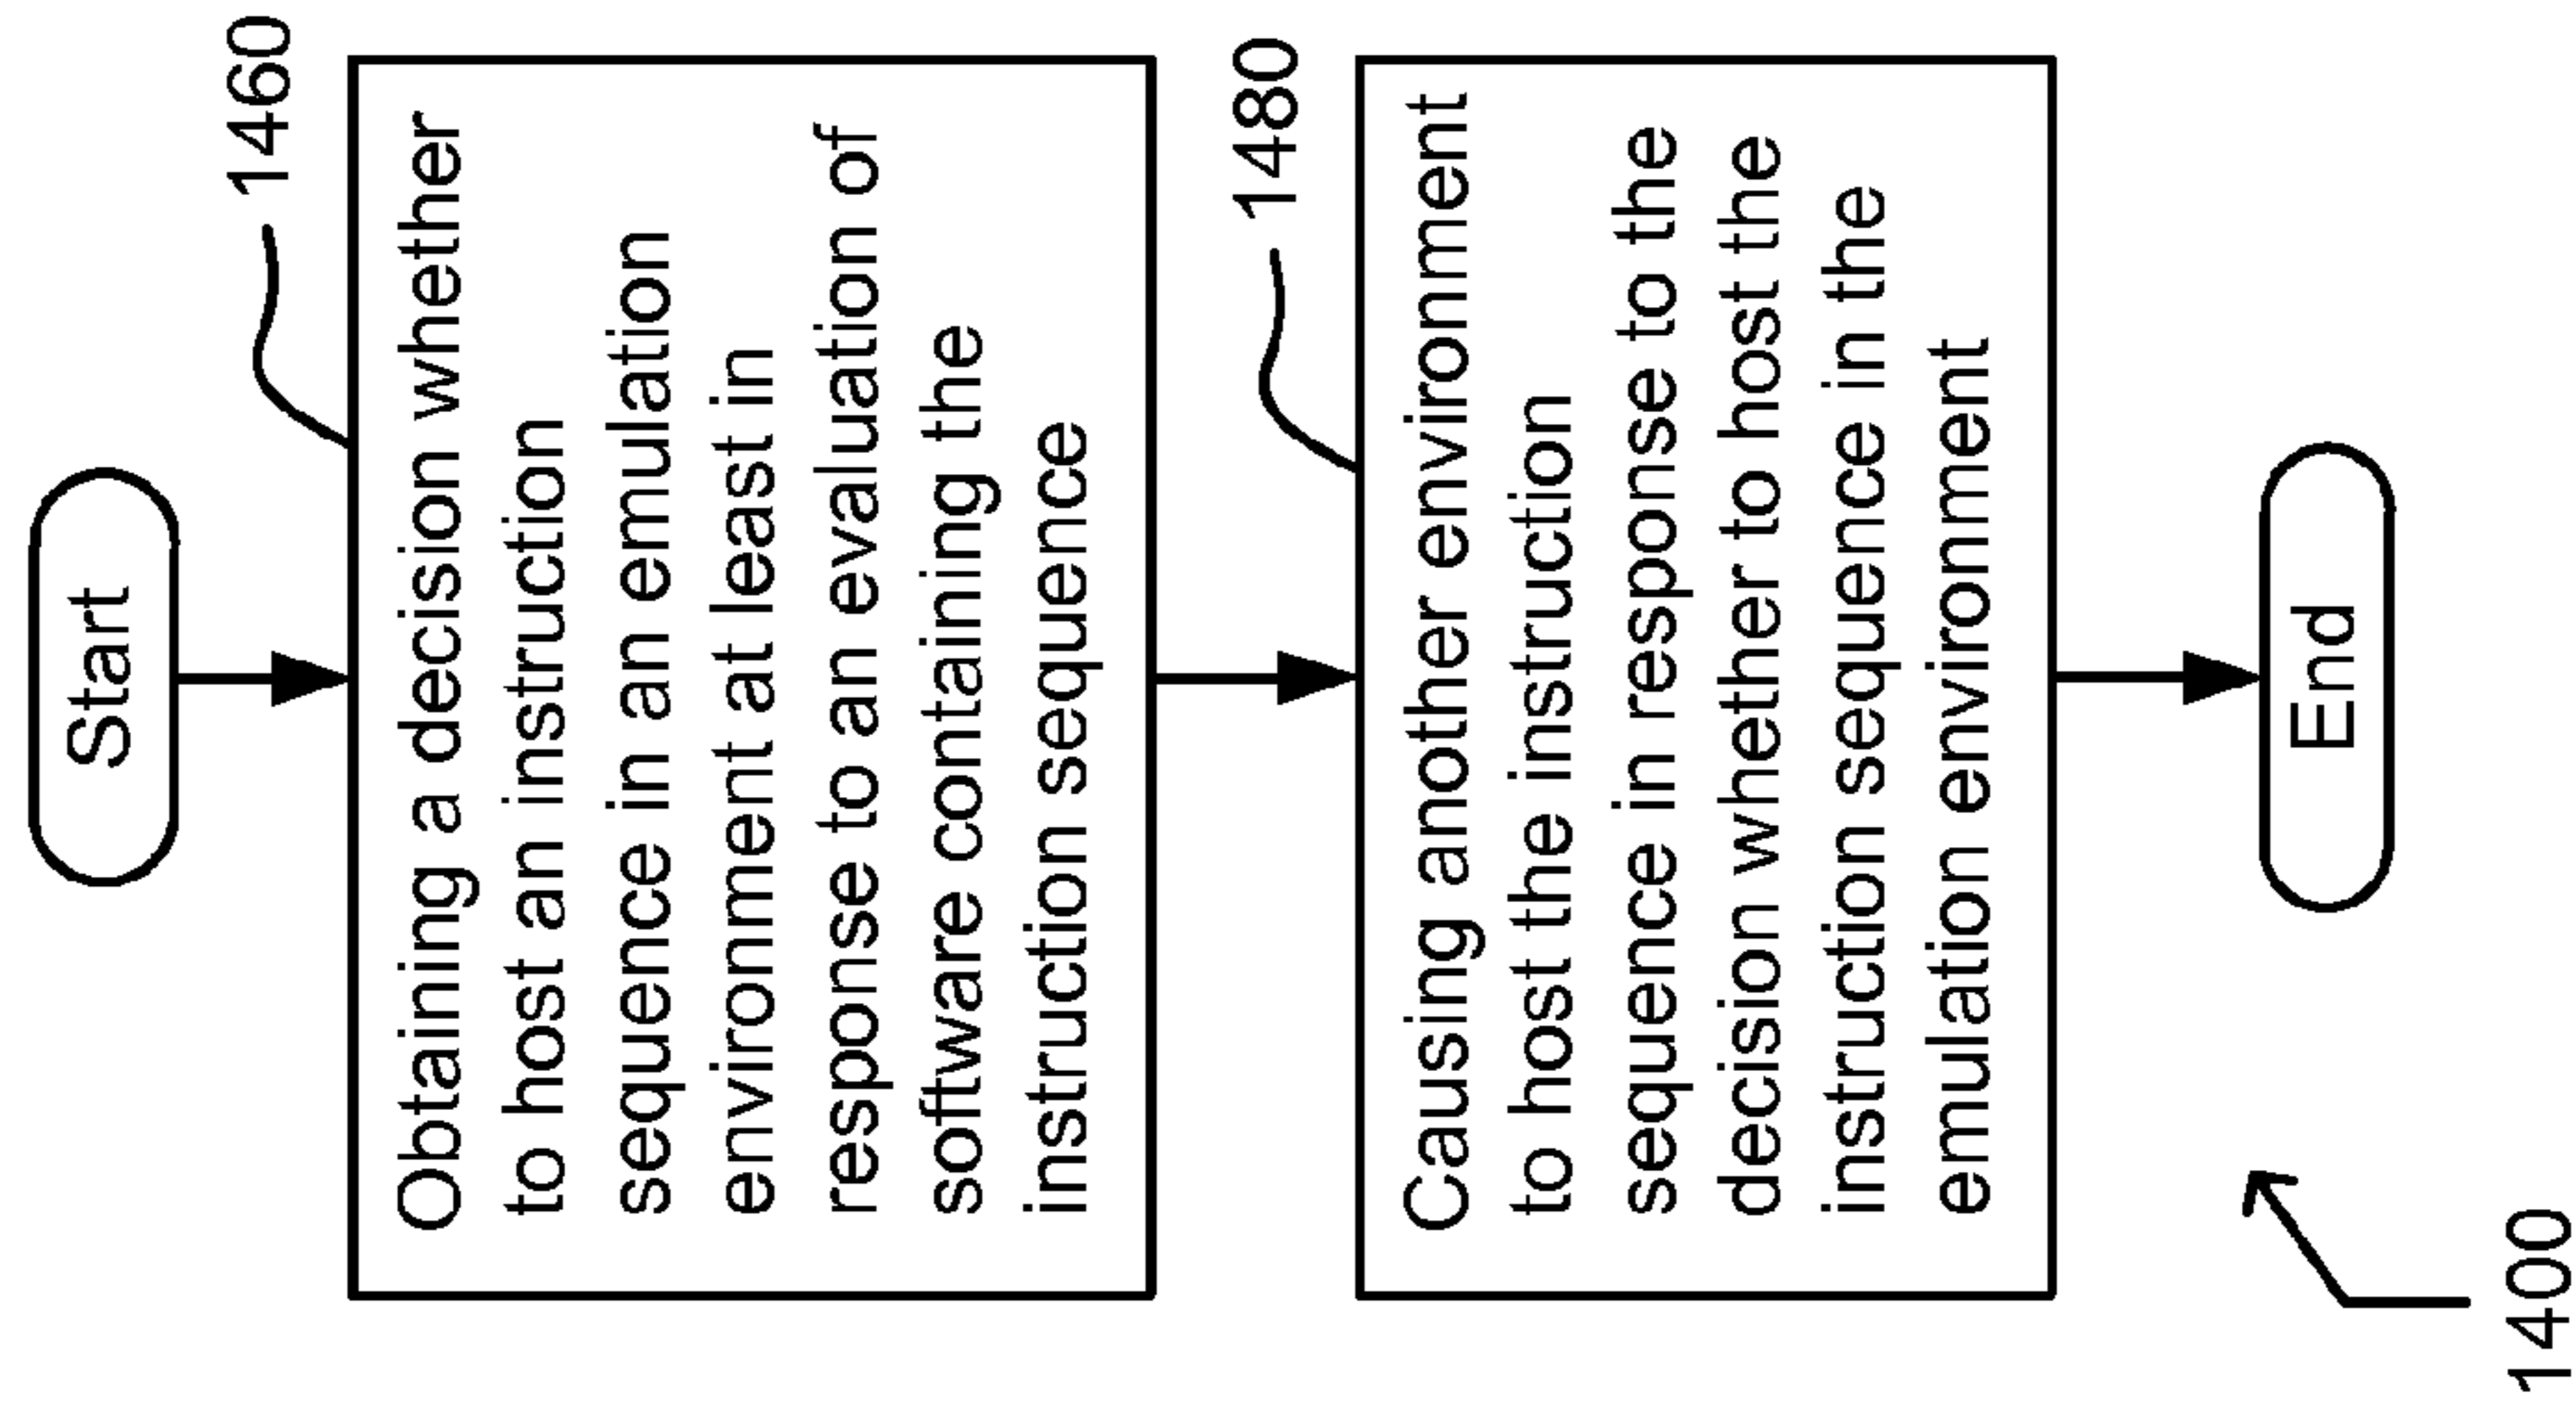 Start
1460
Obtaining a decision whether
to host an instruction
sequence in an emulation
environment at least in
response to an evaluation of
software containing the
instruction sequence
1480
Causing another environment
to host the instruction
sequence in response to the
decision whether to host the
instruction sequence in the
emulation environment
End
1400